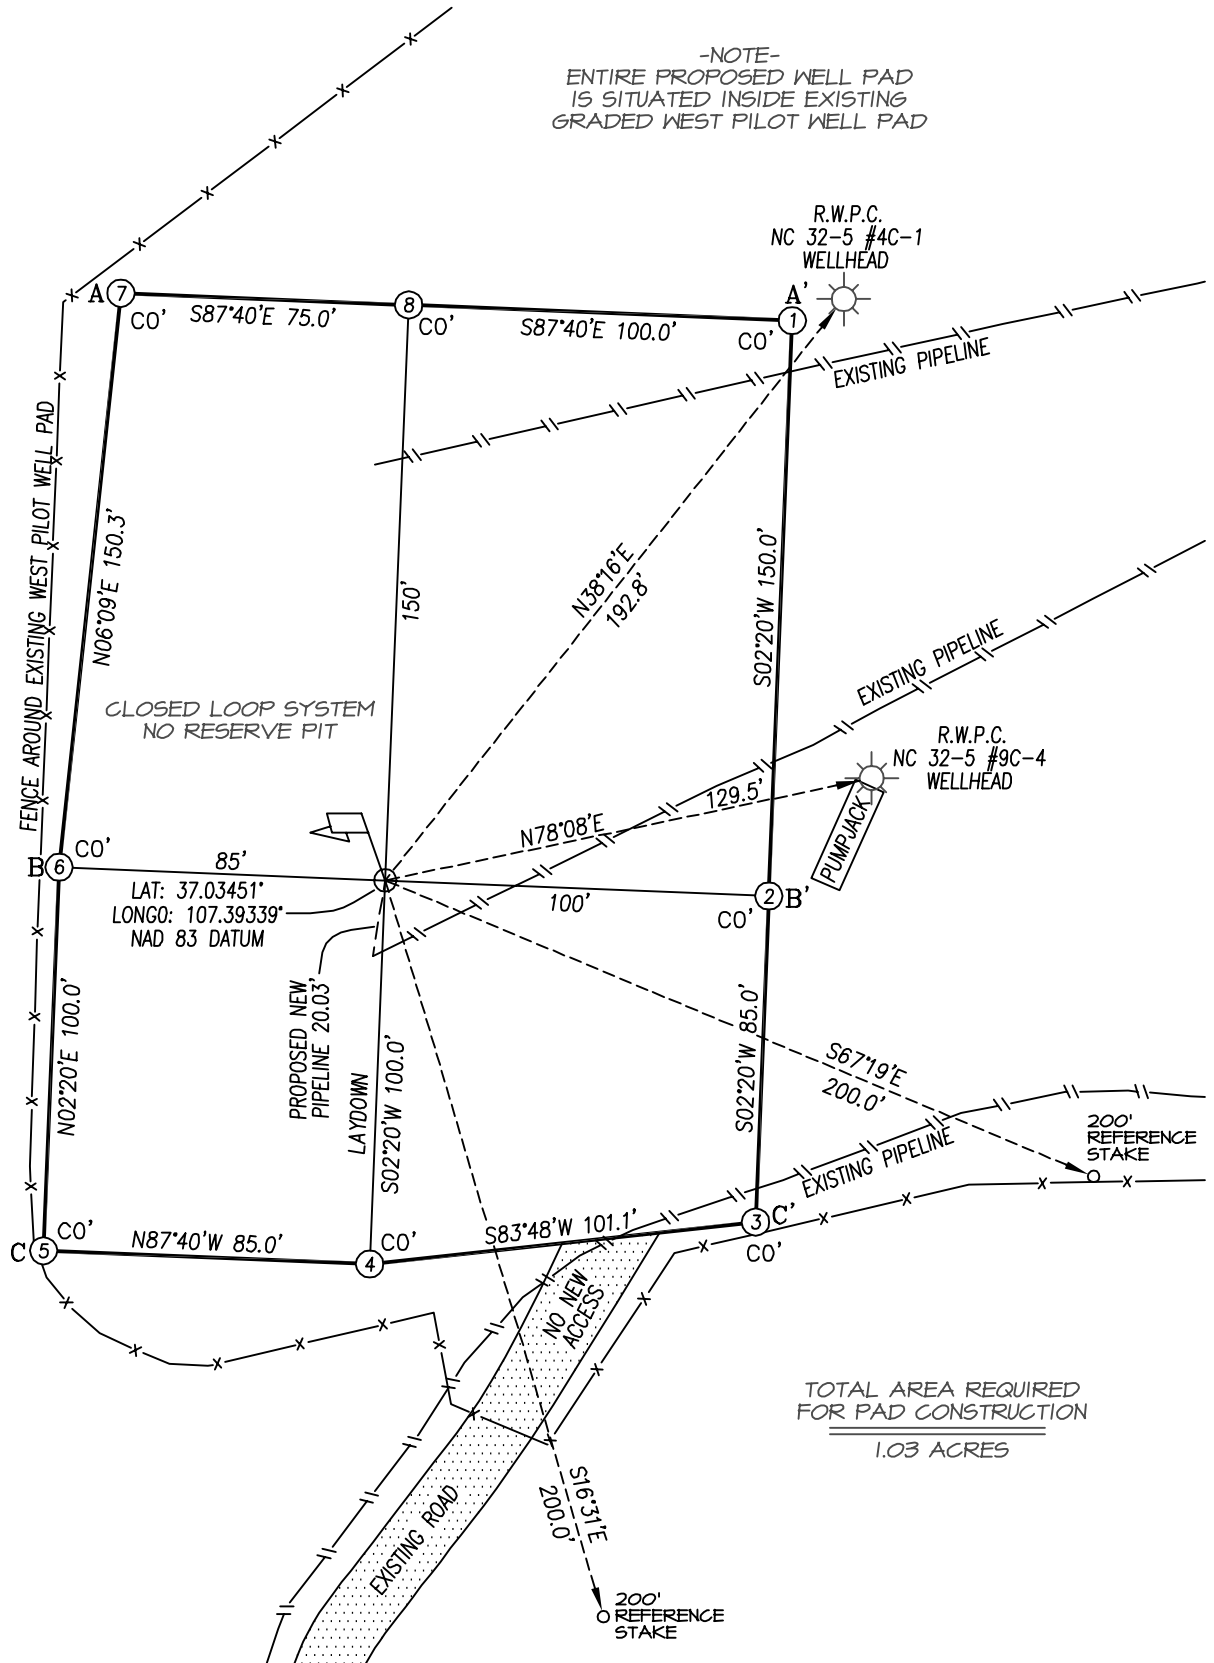 -NOTE-
ENTIRE PROPOSED WELL PAD
IS SITUATED INSIDE EXISTING
GRADED WEST PILOT WELL PAD
R.W.P.C.
NC 32-5 #4C-1
WELLHEAD
A
7
CO'
S87°40'E 75.0'
8
CO'
S87°40'E 100.0'
A'
1
CO'
EXISTING PIPELINE
FENCE AROUND EXISTING WEST PILOT WELL PAD
N06°09'E 150.3'
150'
N38°16'E
192.8'
S02°20'W 150.0'
CLOSED LOOP SYSTEM
NO RESERVE PIT
EXISTING PIPELINE
R.W.P.C.
NC 32-5 #9C-4
WELLHEAD
PUMPJACK
N78°08'E
129.5'
B
6
CO'
85'
LAT: 37.03451°
LONGO: 107.39339°
NAD 83 DATUM
100'
2
B'
CO'
PROPOSED NEW
PIPELINE 20.03'
N02°20'E 100.0'
LAYDOWN
S02°20'W 100.0'
S02°20'W 85.0'
S67°19'E
200.0'
200'
REFERENCE
STAKE
EXISTING PIPELINE
C
5
CO'
N87°40'W 85.0'
4
CO'
S83°48'W 101.1'
3
C'
CO'
NO NEW
ACCESS
TOTAL AREA REQUIRED
FOR PAD CONSTRUCTION
1.03 ACRES
EXISTING ROAD
S16°31'E
200.0'
200'
REFERENCE
STAKE